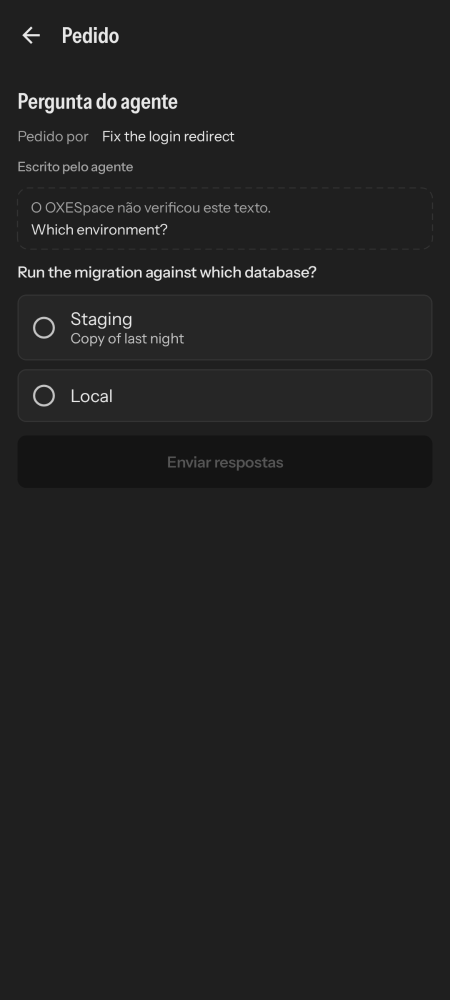 Pedido
Pergunta do agente
Pedido por Fix the login redirect
Escrito pelo agente
O OXESpace não verificou este texto.
Which environment?
Run the migration against which database?
Staging
Copy of last night
Local
Enviar respostas